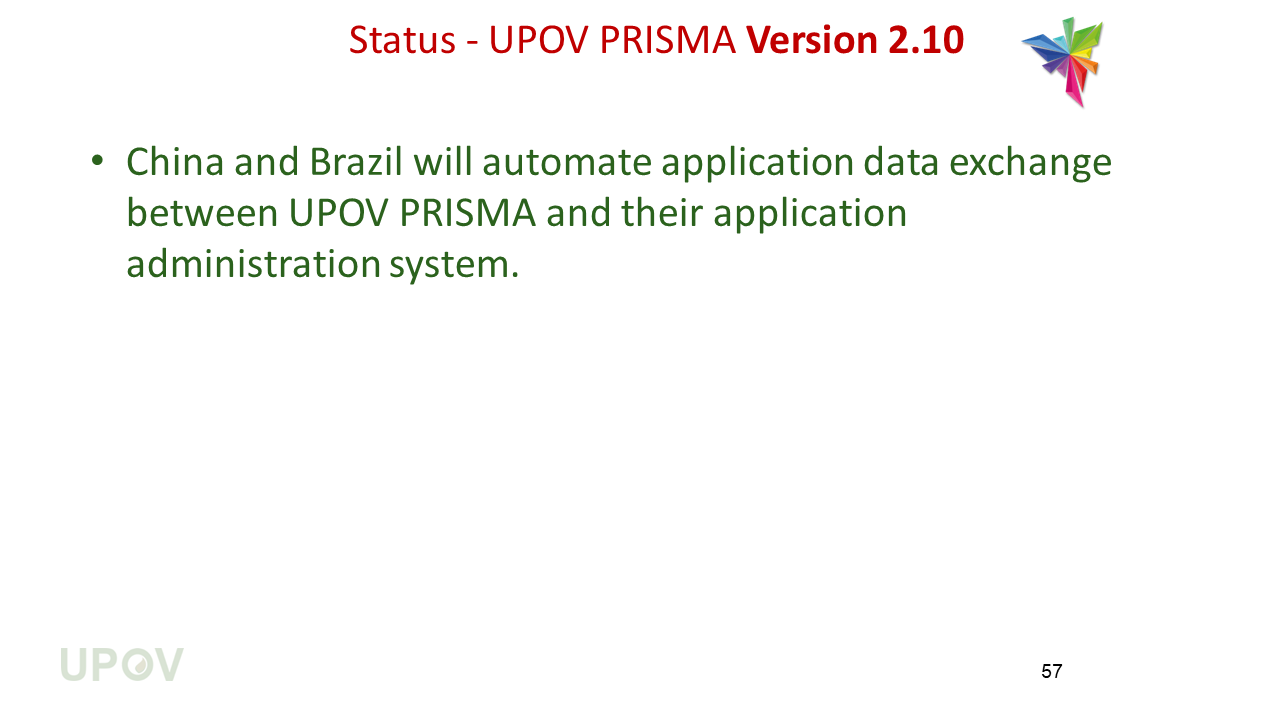 Status - UPOV PRISMA Version 2.10
• China and Brazil will automate application data exchange
between UPOV PRISMA and their application
administration system.
UPOV
57